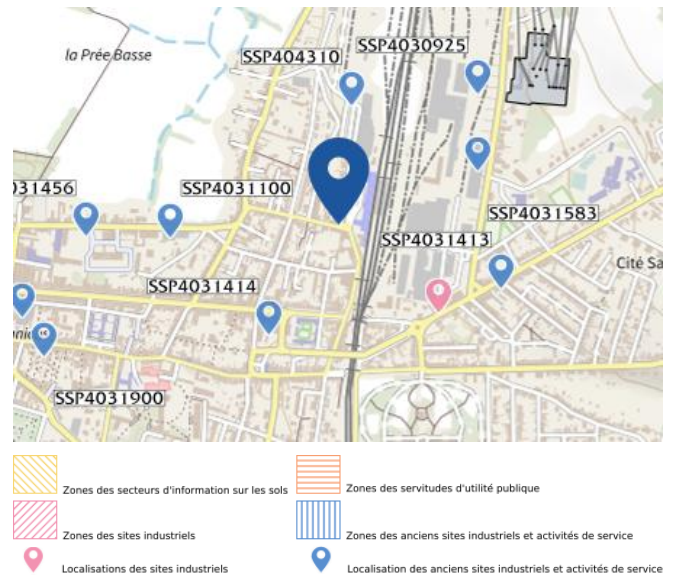 la Prée Basse
SSP4030925
SSP404310
SSP4031100
031456
SSP4031583
SSP4031413
Cité Sa
SSP4031414
SSP4031900
Zones des secteurs d'information sur les sols
Zones des servitudes d'utilité publique
Zones des sites industriels
Zones des anciens sites industriels et activités de service
Localisations des sites industriels
Localisation des anciens sites industriels et activités de service